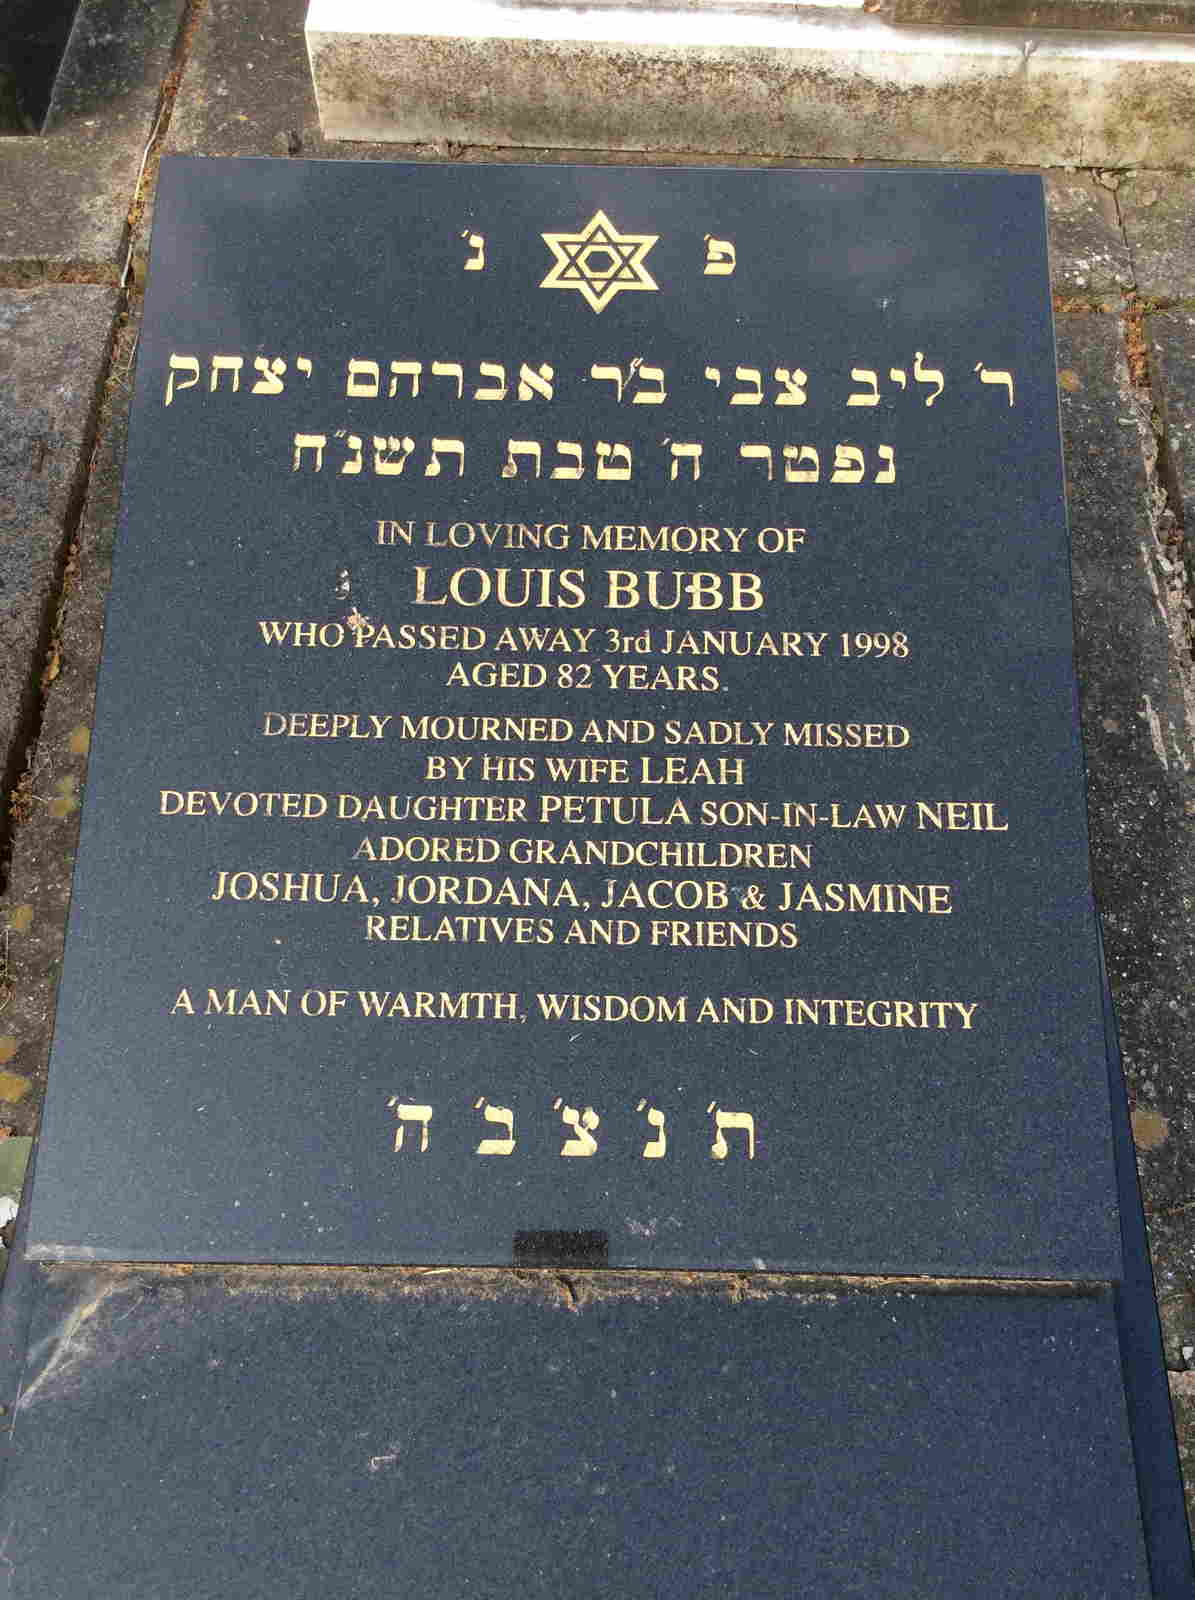 פ׳ נ׳
ר׳ ליב צבי ב״ר אברהם יצחק
נפטר ה׳ טבת תשנ״ח
IN LOVING MEMORY OF
LOUIS BUBB
WHO PASSED AWAY 3rd JANUARY 1998
AGED 82 YEARS.
DEEPLY MOURNED AND SADLY MISSED
BY HIS WIFE LEAH
DEVOTED DAUGHTER PETULA SON-IN-LAW NEIL
ADORED GRANDCHILDREN
JOSHUA, JORDANA, JACOB & JASMINE
RELATIVES AND FRIENDS
A MAN OF WARMTH, WISDOM AND INTEGRITY
ת׳ נ׳ צ׳ ב׳ ה׳